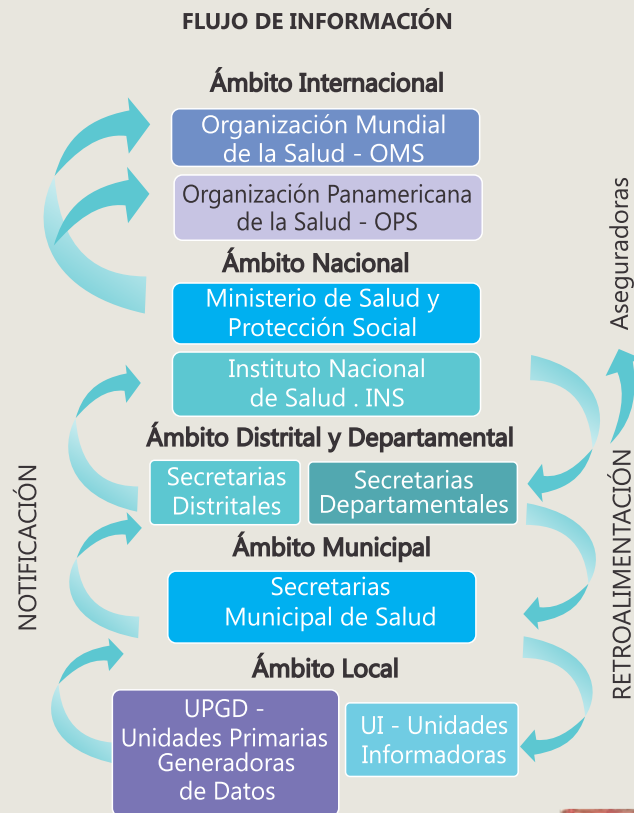 FLUJO DE INFORMACIÓN
Ámbito Internacional
Organización Mundial
de la Salud - OMS
Organización Panamericana
de la Salud - OPS
Ámbito Nacional
Ministerio de Salud y
Protección Social
Instituto Nacional
de Salud . INS
Ámbito Distrital y Departamental
Secretarias
Distritales
Secretarias
Departamentales
Ámbito Municipal
Secretarias
Municipal de Salud
Ámbito Local
UPGD -
Unidades Primarias
Generadoras
de Datos
UI - Unidades
Informadoras
NOTIFICACIÓN
Aseguradoras
RETROALIMENTACIÓN